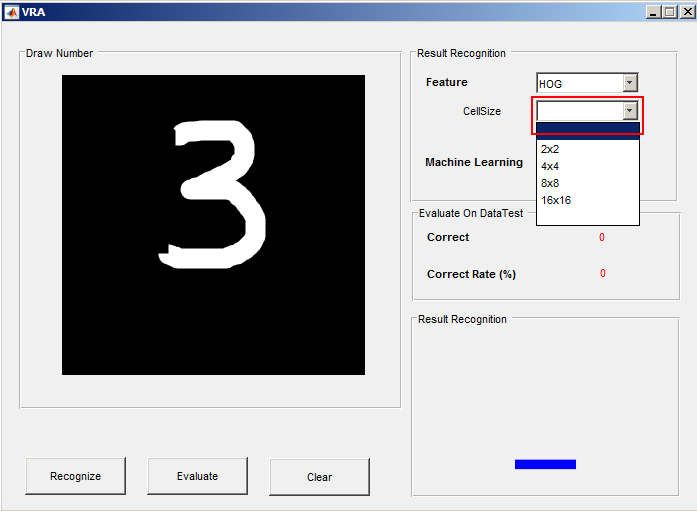 VRA
Draw Number
3
Result Recognition
Feature
HOG
CellSize
2x2
4x4
8x8
16x16
Machine Learning
Evaluate On DataTest
Correct
0
Correct Rate (%)
0
Result Recognition
Recognize
Evaluate
Clear